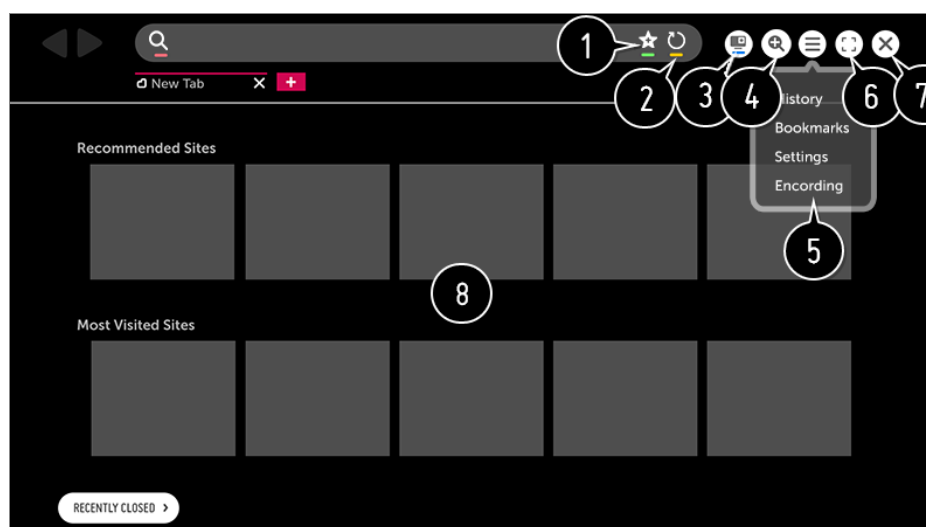 1
New Tab
2
3
4
6
7
History
Bookmarks
Settings
Encording
5
Recommended Sites
8
Most Visited Sites
RECENTLY CLOSED